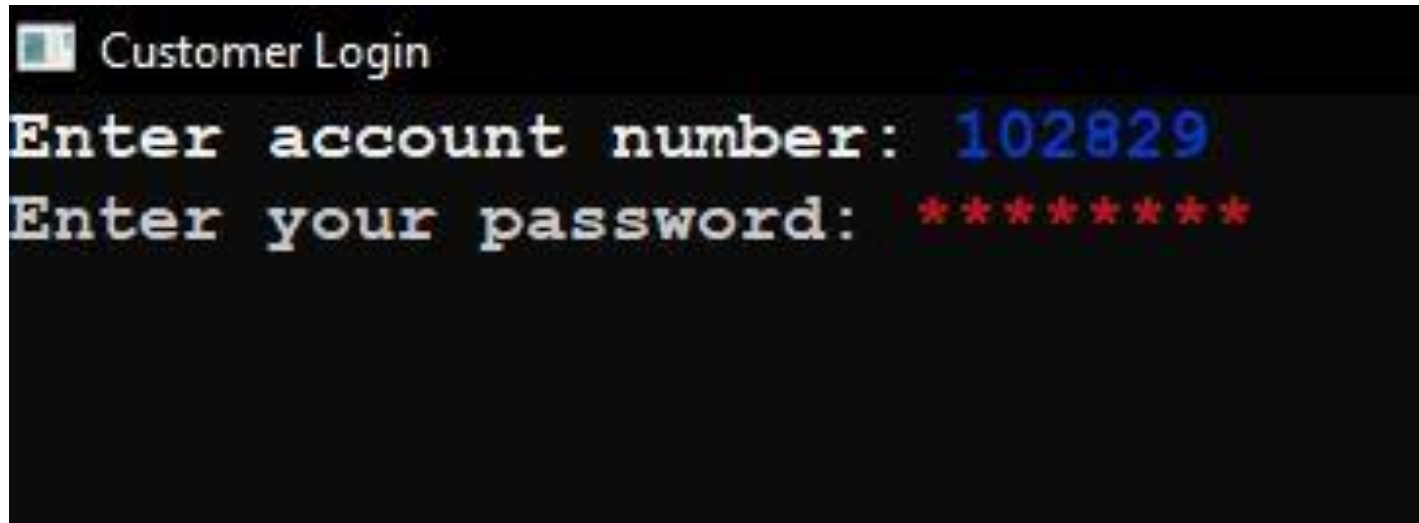 Customer Login
Enter account number: 102829
Enter your password: ********